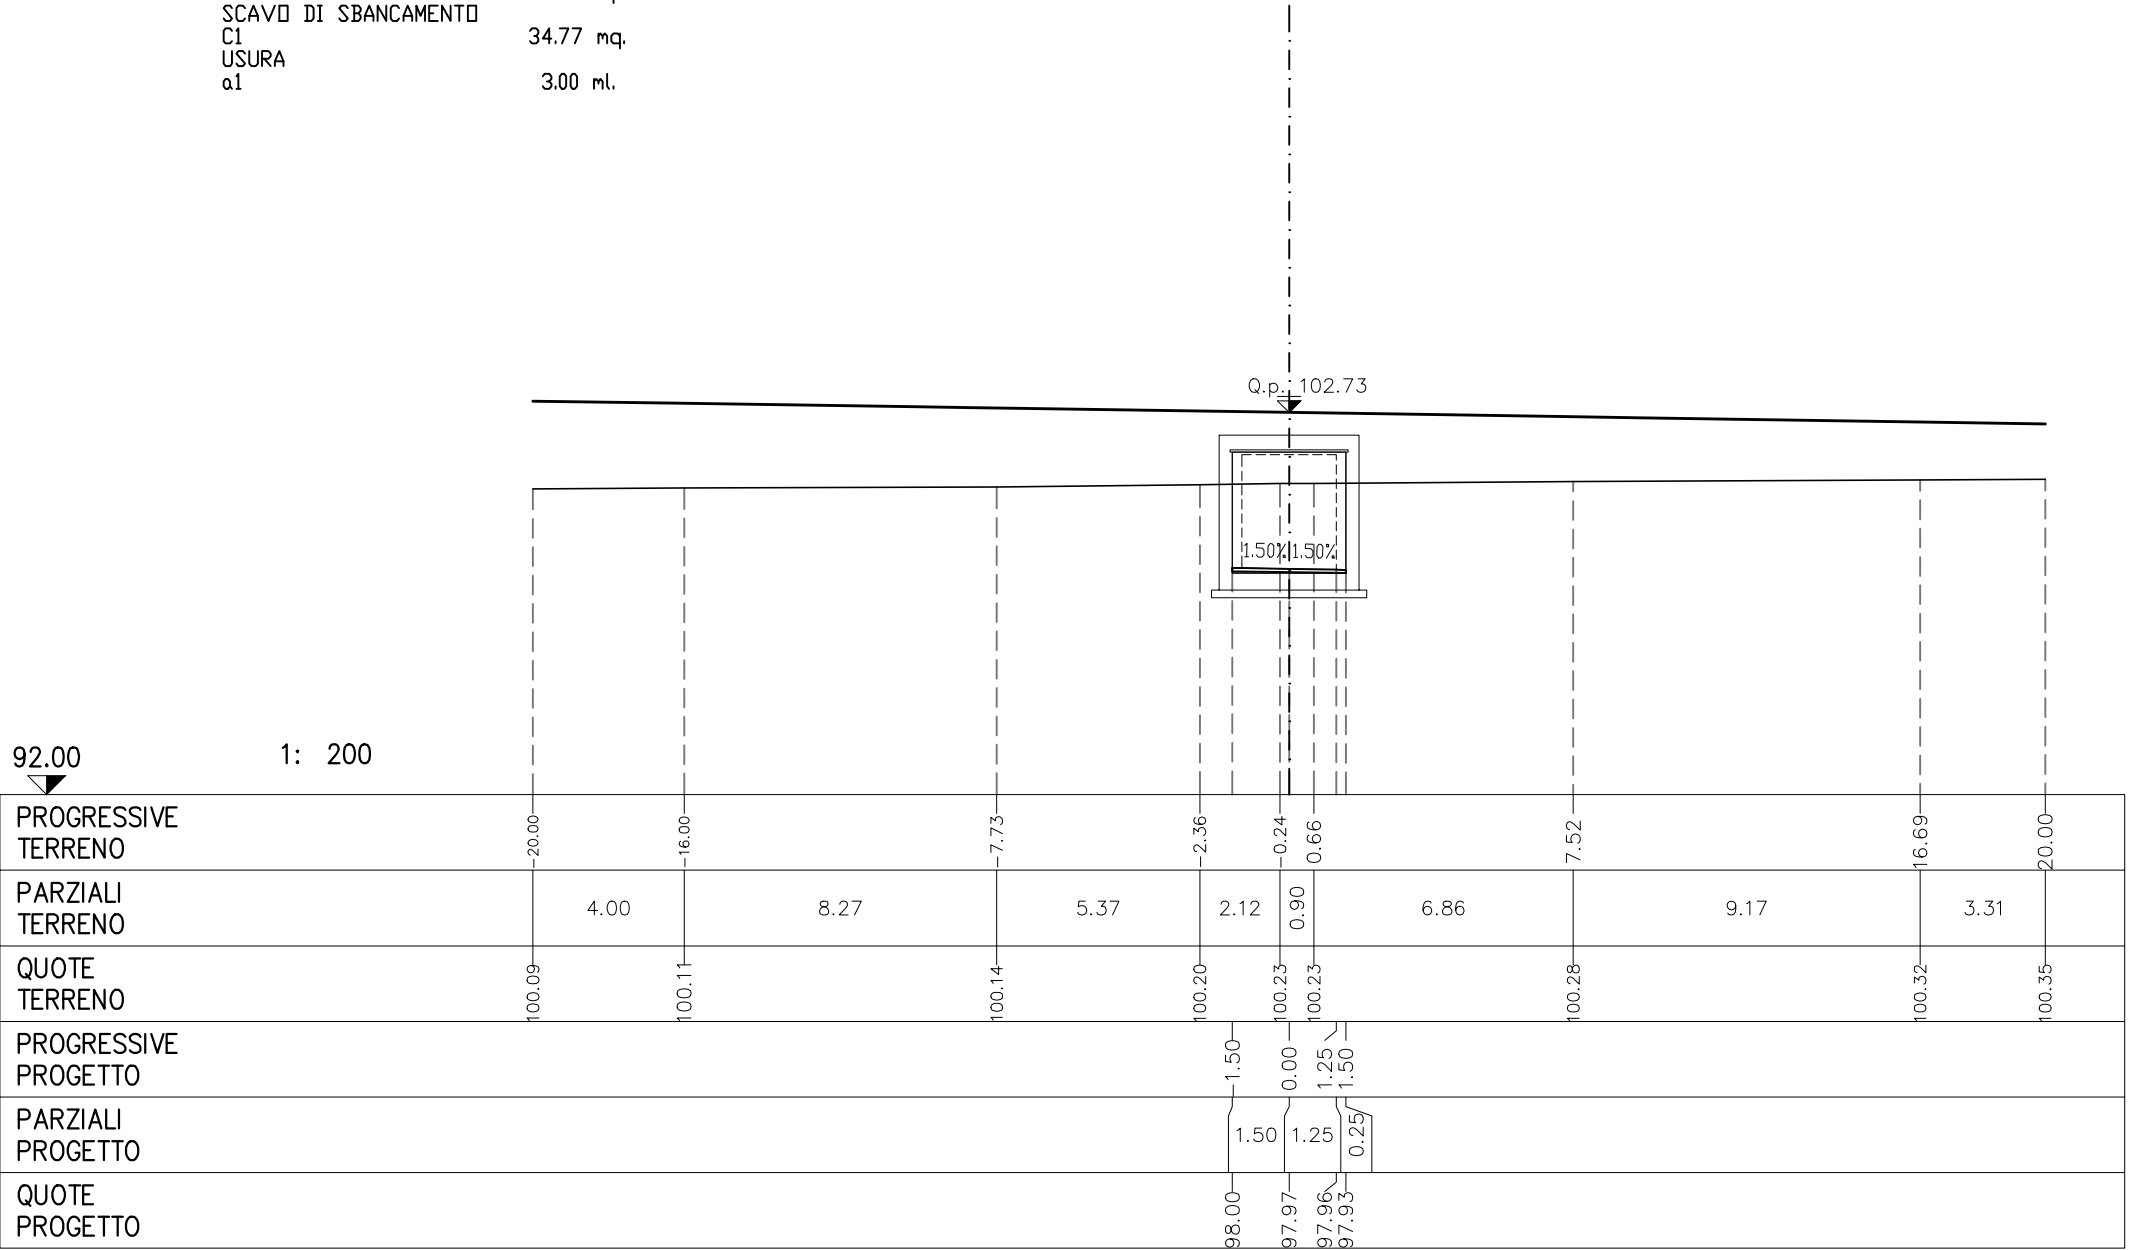 SCAVO DI SBANCAMENTO
C1 34.77 mq.
USURA
a1 3.00 ml.
Q.p. 102.73
1.50% 1.50%
92.00 1: 200
PROGRESSIVE
TERRENO
-20.00 -16.00 -7.73 -2.36 -0.24 0.66 7.52 16.69 20.00
PARZIALI
TERRENO
4.00 8.27 5.37 2.12 0.90 6.86 9.17 3.31
QUOTE
TERRENO
100.09 100.11 100.14 100.20 100.23 100.23 100.28 100.32 100.35
PROGRESSIVE
PROGETTO
-1.50 0.00 1.25 1.50
PARZIALI
PROGETTO
1.50 1.25 0.25
QUOTE
PROGETTO
98.00 97.97 97.96 97.93